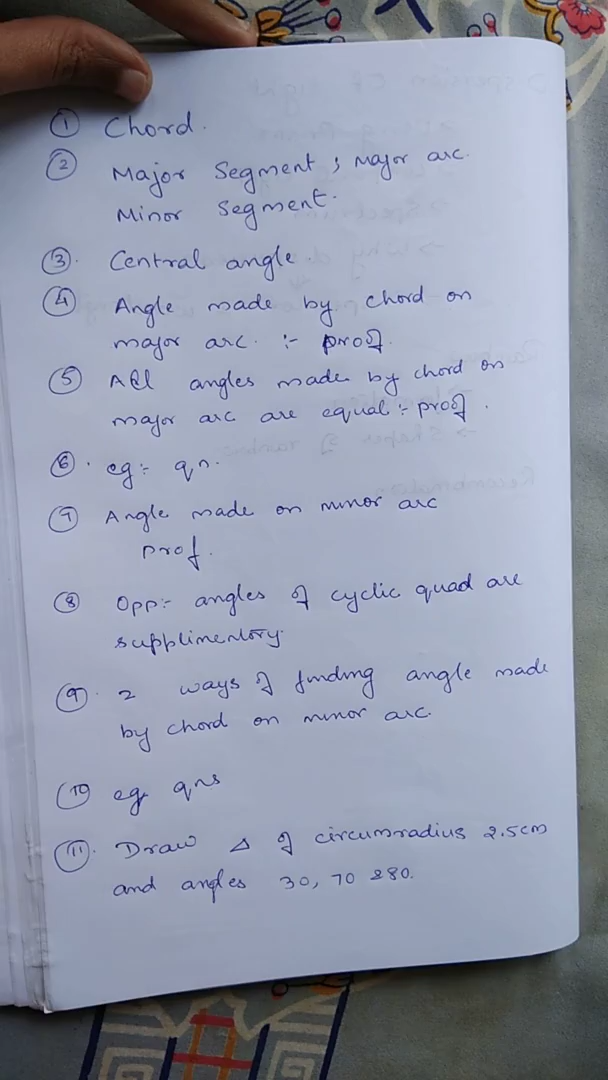 ① Chord.
② Major Segment ; Major arc.
Minor Segment.
③. Central angle.
④ Angle made by chord on
major arc. :- proof.
⑤ All angles made by chord on
major arc are equal :- proof.
⑥. eg:- qn.
⑦ Angle made on minor arc
prof.
⑧ Opp:- angles of cyclic quad are
supplimentory.
⑨. 2 ways of finding angle made
by chord on minor arc.
⑩ eg. qns
⑪. Draw △ of circumradius 2.5cm
and angles 30, 70 & 80.